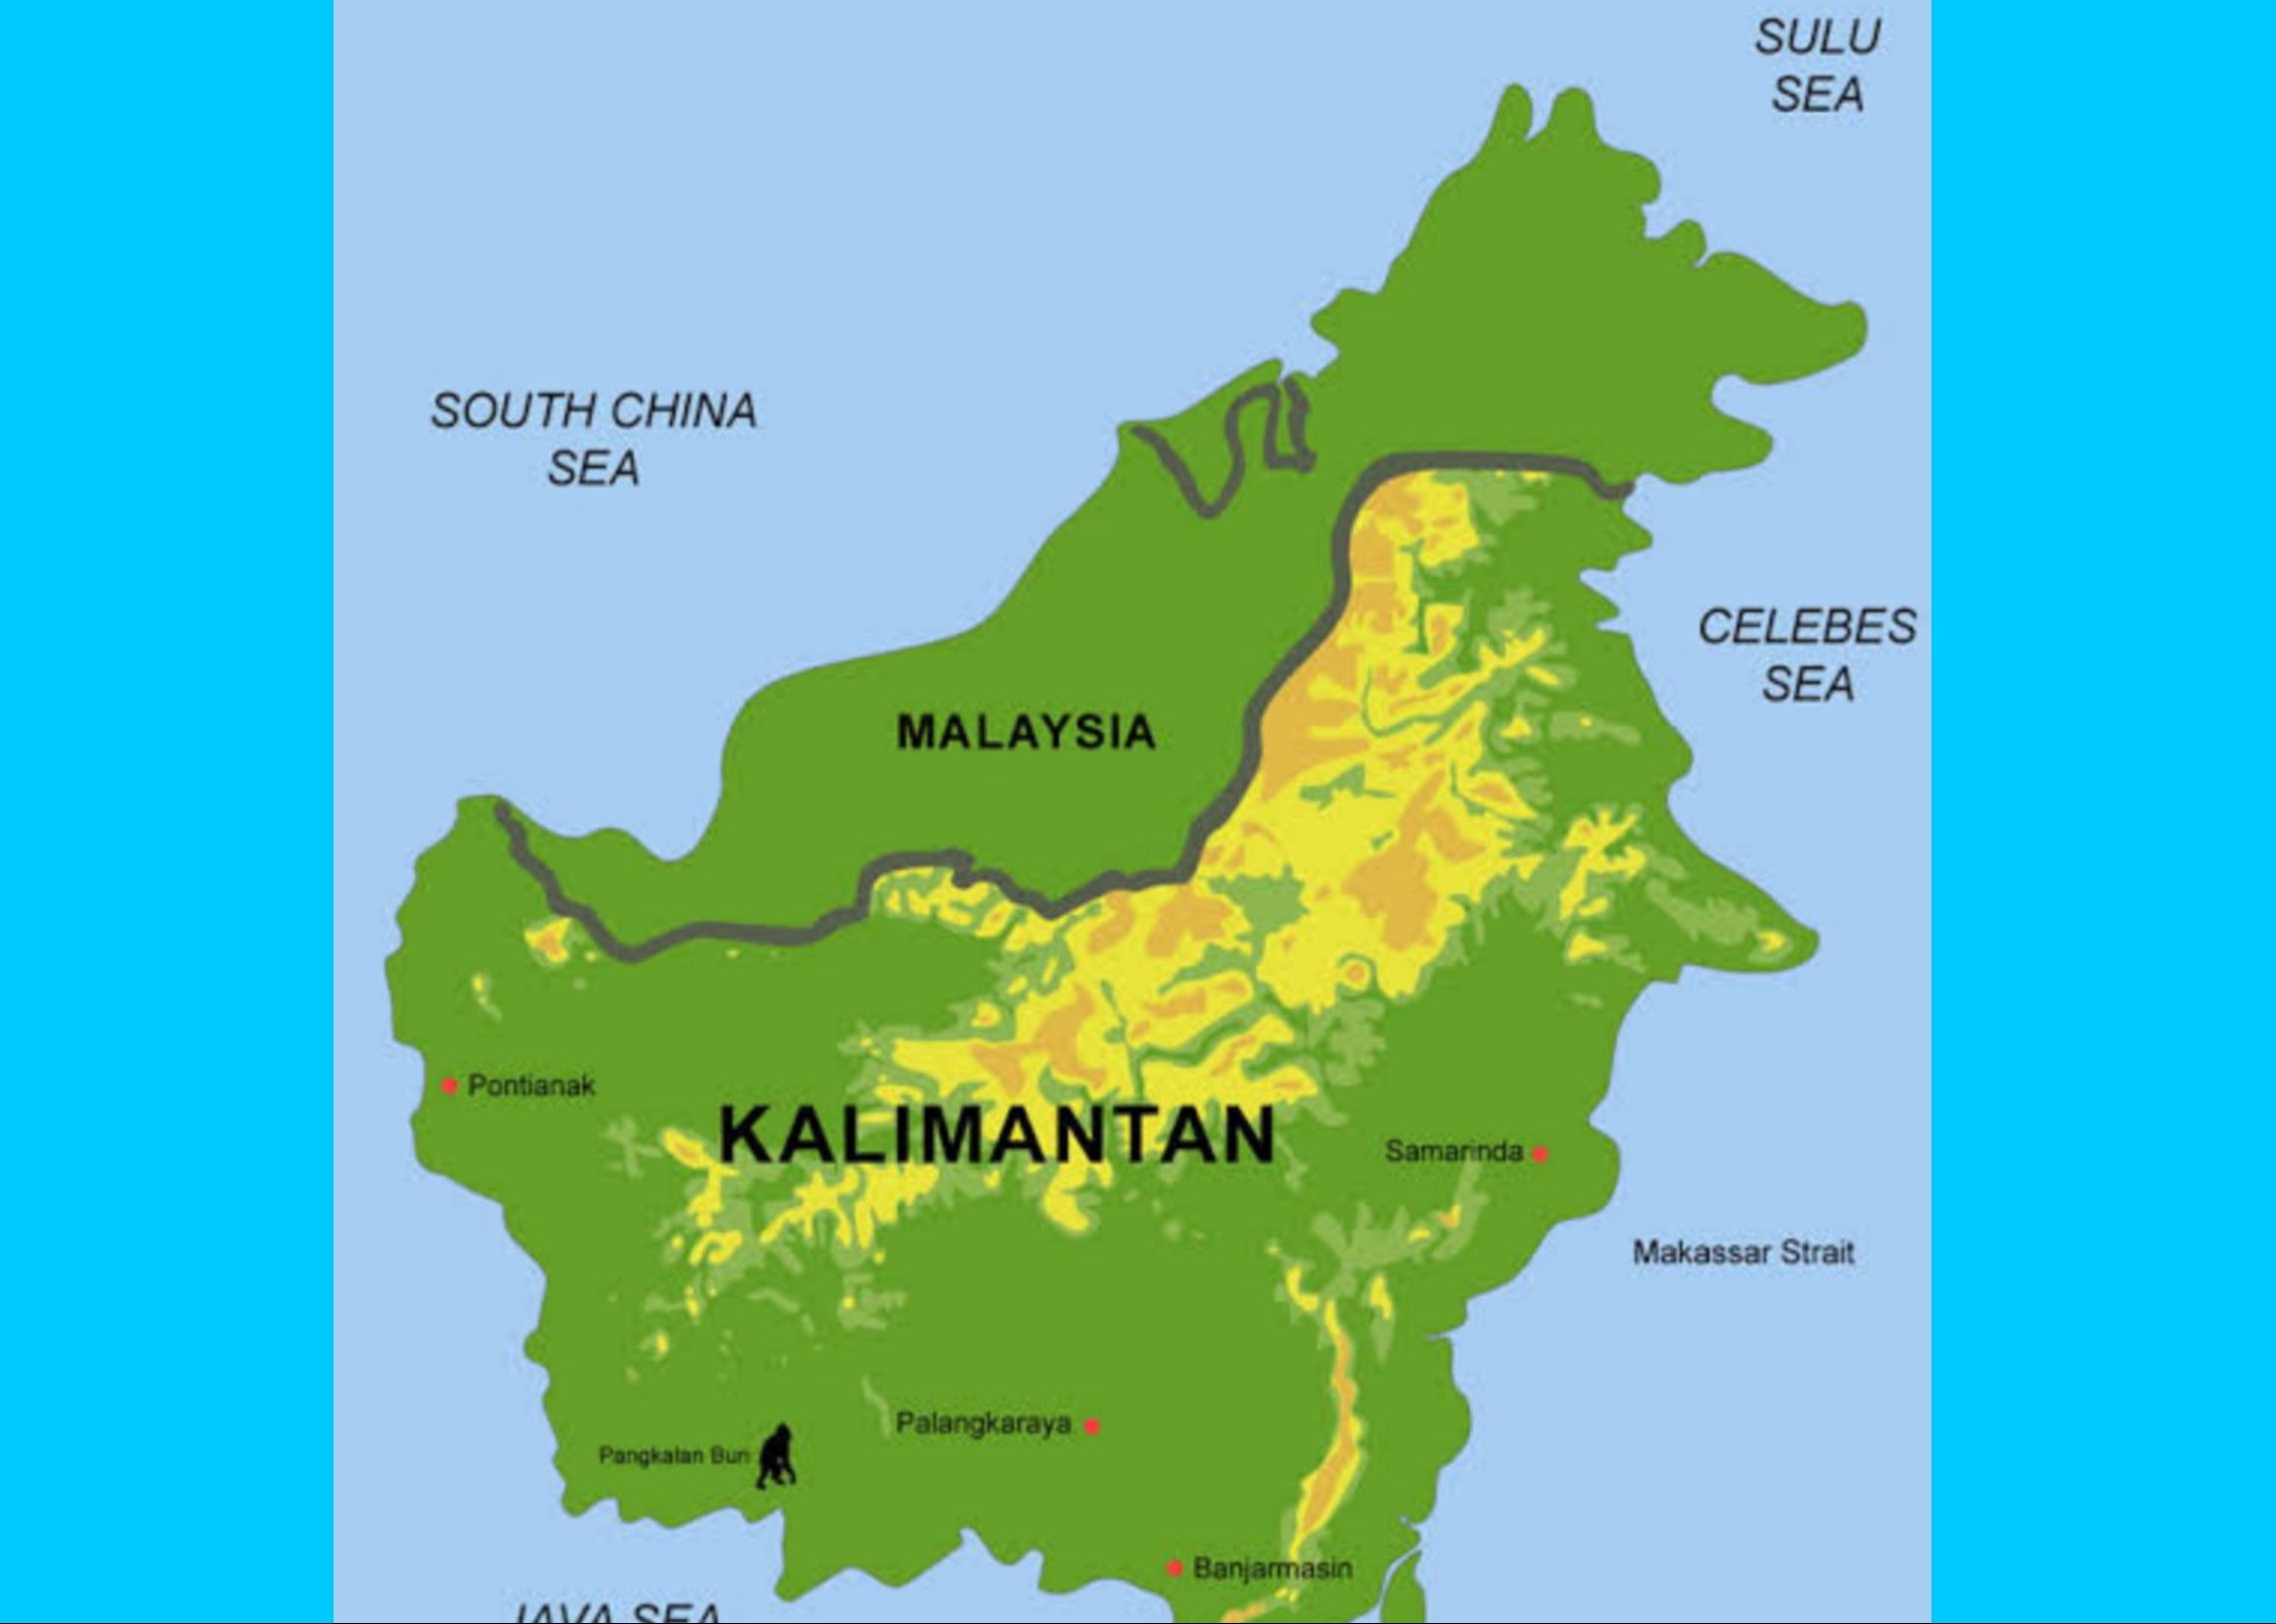 SULU
SEA
SOUTH CHINA
SEA
CELEBES
SEA
MALAYSIA
Pontianak
KALIMANTAN
Samarinda
Makassar Strait
Palangkaraya
Pangkalan Bun
Banjarmasin
JAVA SEA